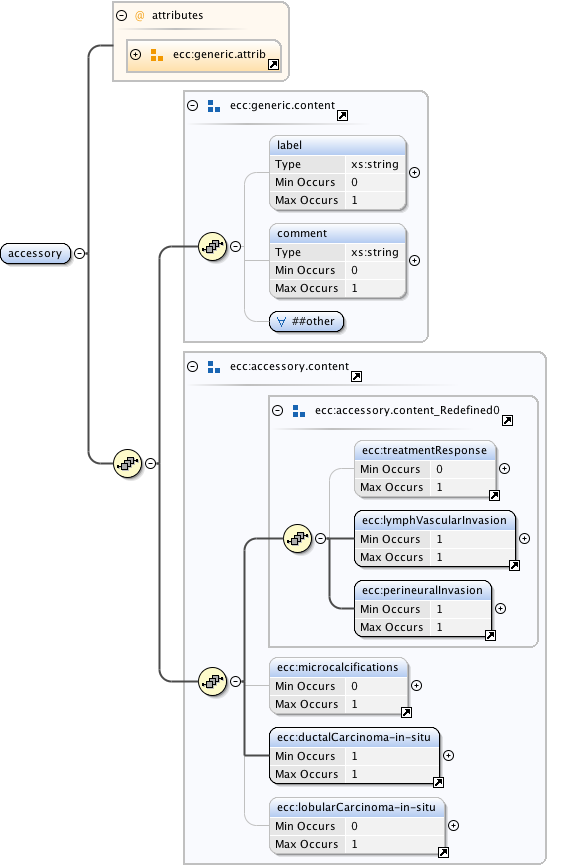 attributes
ecc:generic.attrib
ecc:generic.content
label
Type xs:string
Min Occurs 0
Max Occurs 1
comment
Type xs:string
Min Occurs 0
Max Occurs 1
##other
accessory
ecc:accessory.content
ecc:accessory.content_Redefined0
ecc:treatmentResponse
Min Occurs 0
Max Occurs 1
ecc:lymphVascularInvasion
Min Occurs 1
Max Occurs 1
ecc:perineuralInvasion
Min Occurs 1
Max Occurs 1
ecc:microcalcifications
Min Occurs 0
Max Occurs 1
ecc:ductalCarcinoma-in-situ
Min Occurs 1
Max Occurs 1
ecc:lobularCarcinoma-in-situ
Min Occurs 0
Max Occurs 1